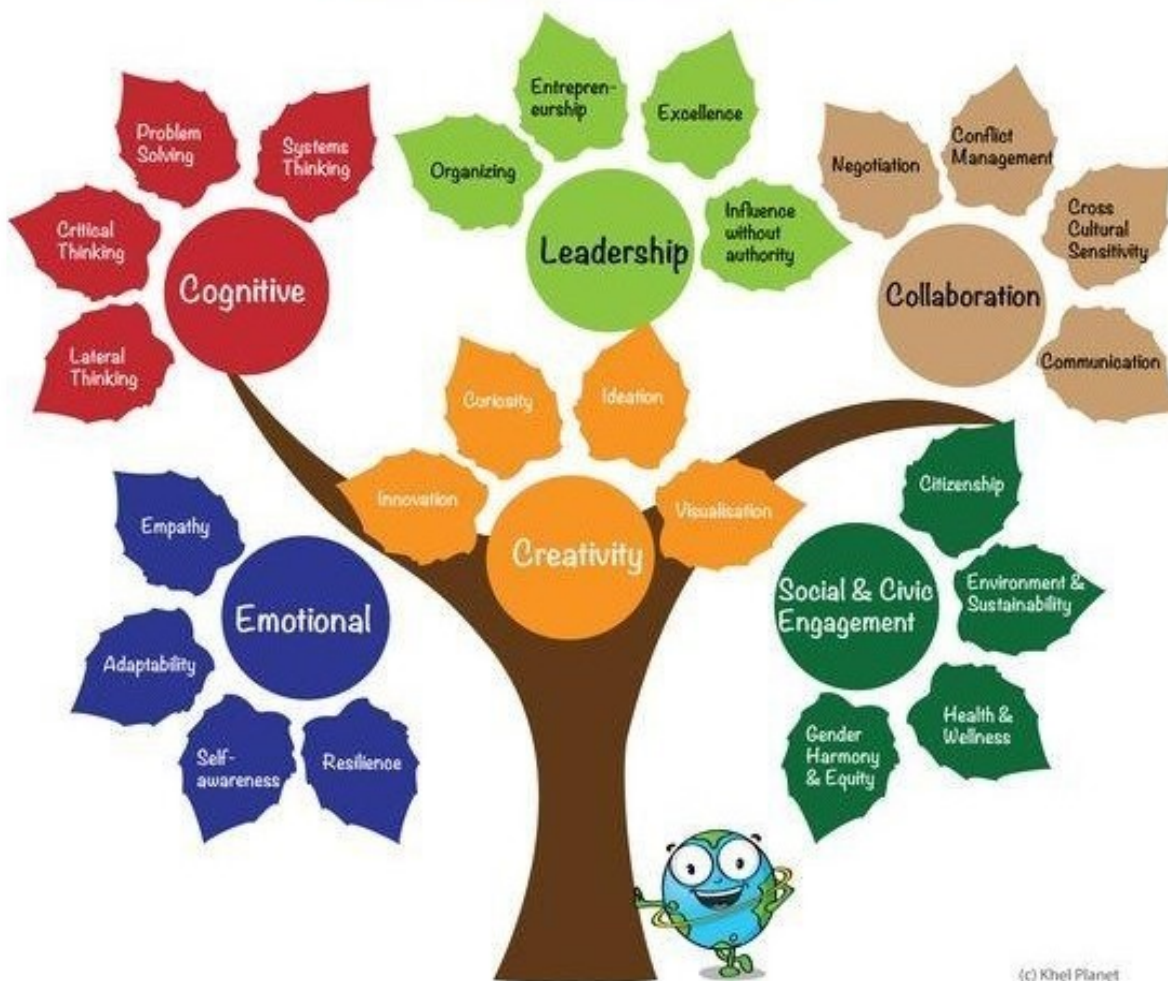 Problem
Solving
Systems
Thinking
Critical
Thinking
Lateral
Thinking
Cognitive
Entrepren-
eurship
Excellence
Organizing
Influence
without
authority
Leadership
Negotiation
Conflict
Management
Cross
Cultural
Sensitivity
Communication
Collaboration
Curiosity
Ideation
Innovation
Visualisation
Creativity
Empathy
Adaptability
Self-
awareness
Resilience
Emotional
Citizenship
Environment &
Sustainability
Health &
Wellness
Gender
Harmony
& Equity
Social & Civic
Engagement
(c) Khel Planet